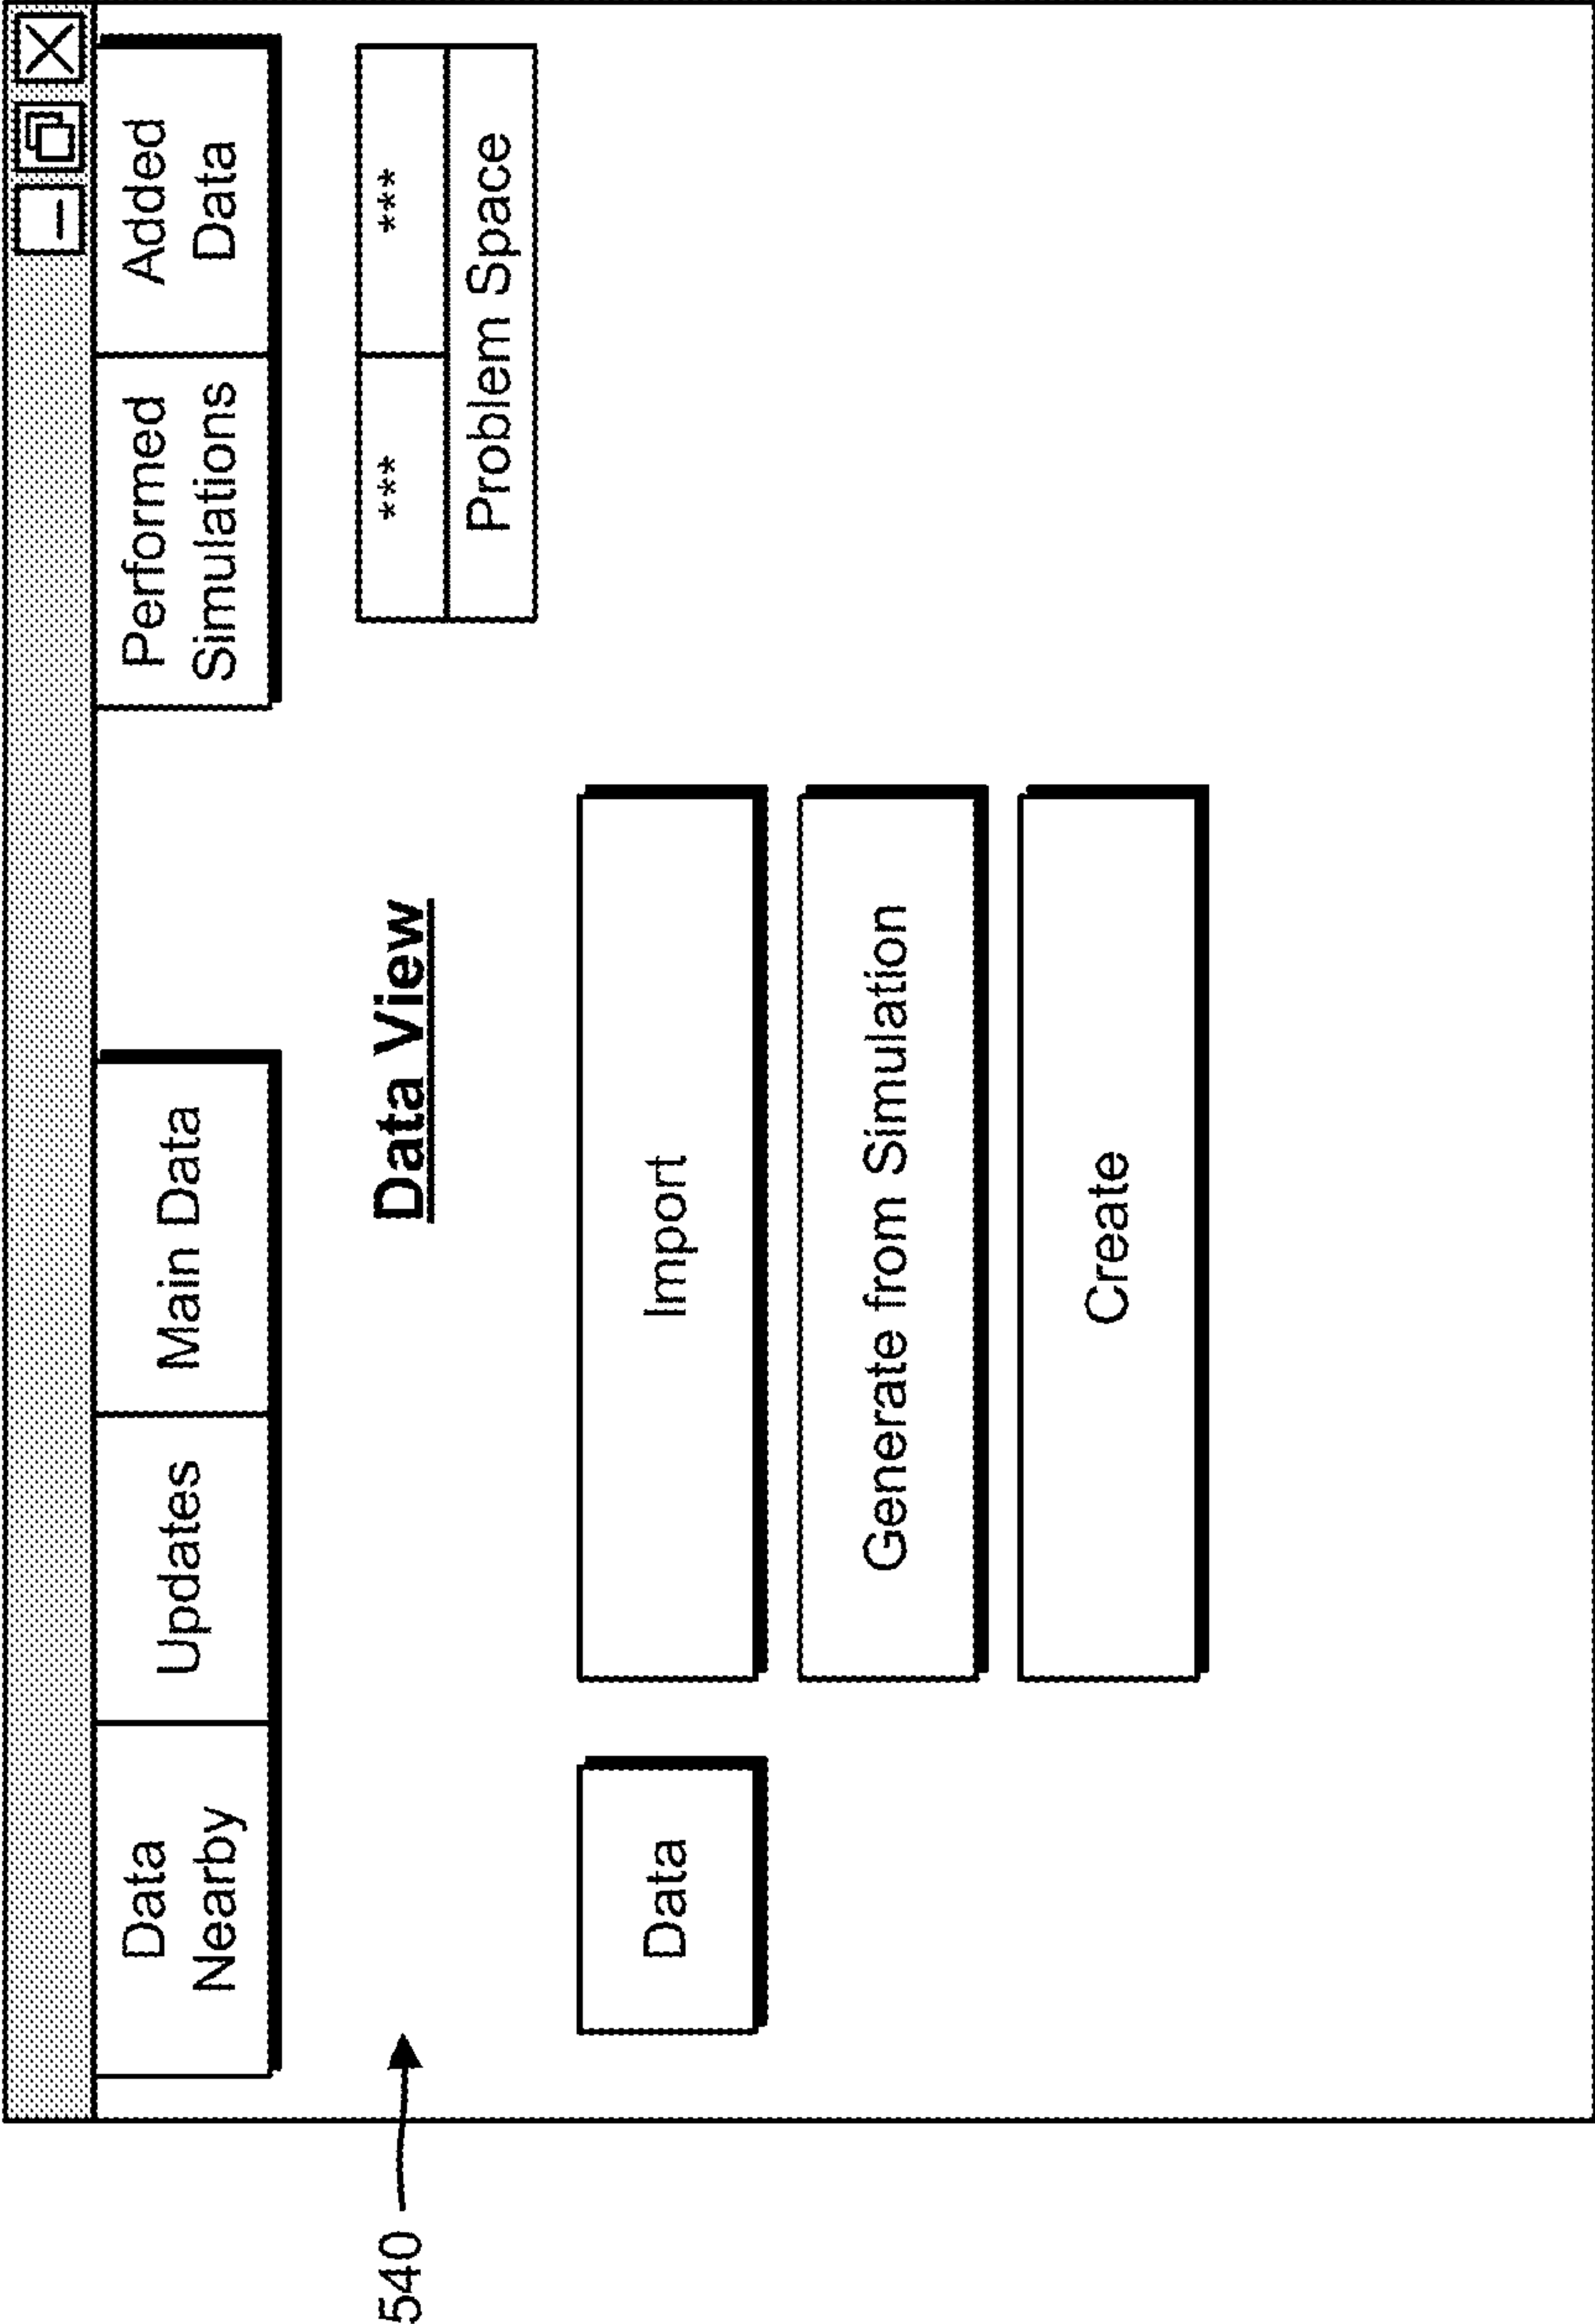 Data
Nearby
Updates
Main Data
Performed
Simulations
Added
Data
540
Data View
***
***
Problem Space
Data
Import
Generate from Simulation
Create